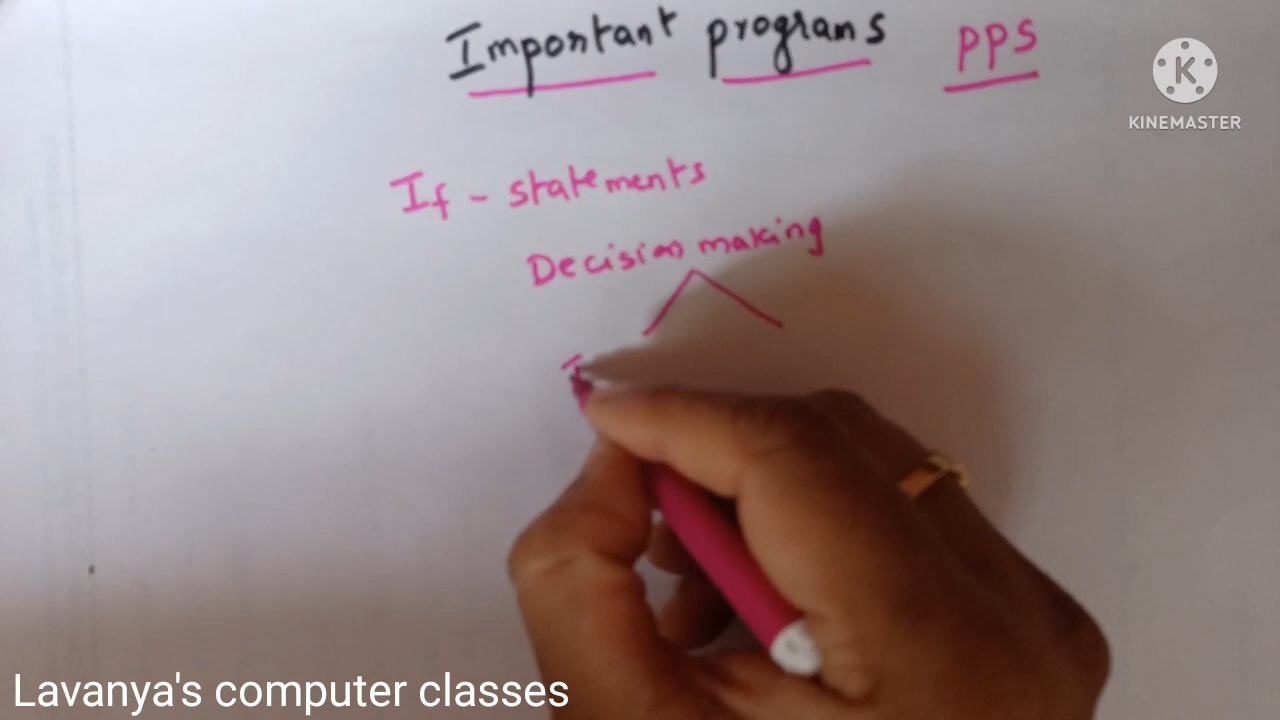 Important programs PPS
KINEMASTER
If - statements
Decision making
Lavanya's computer classes